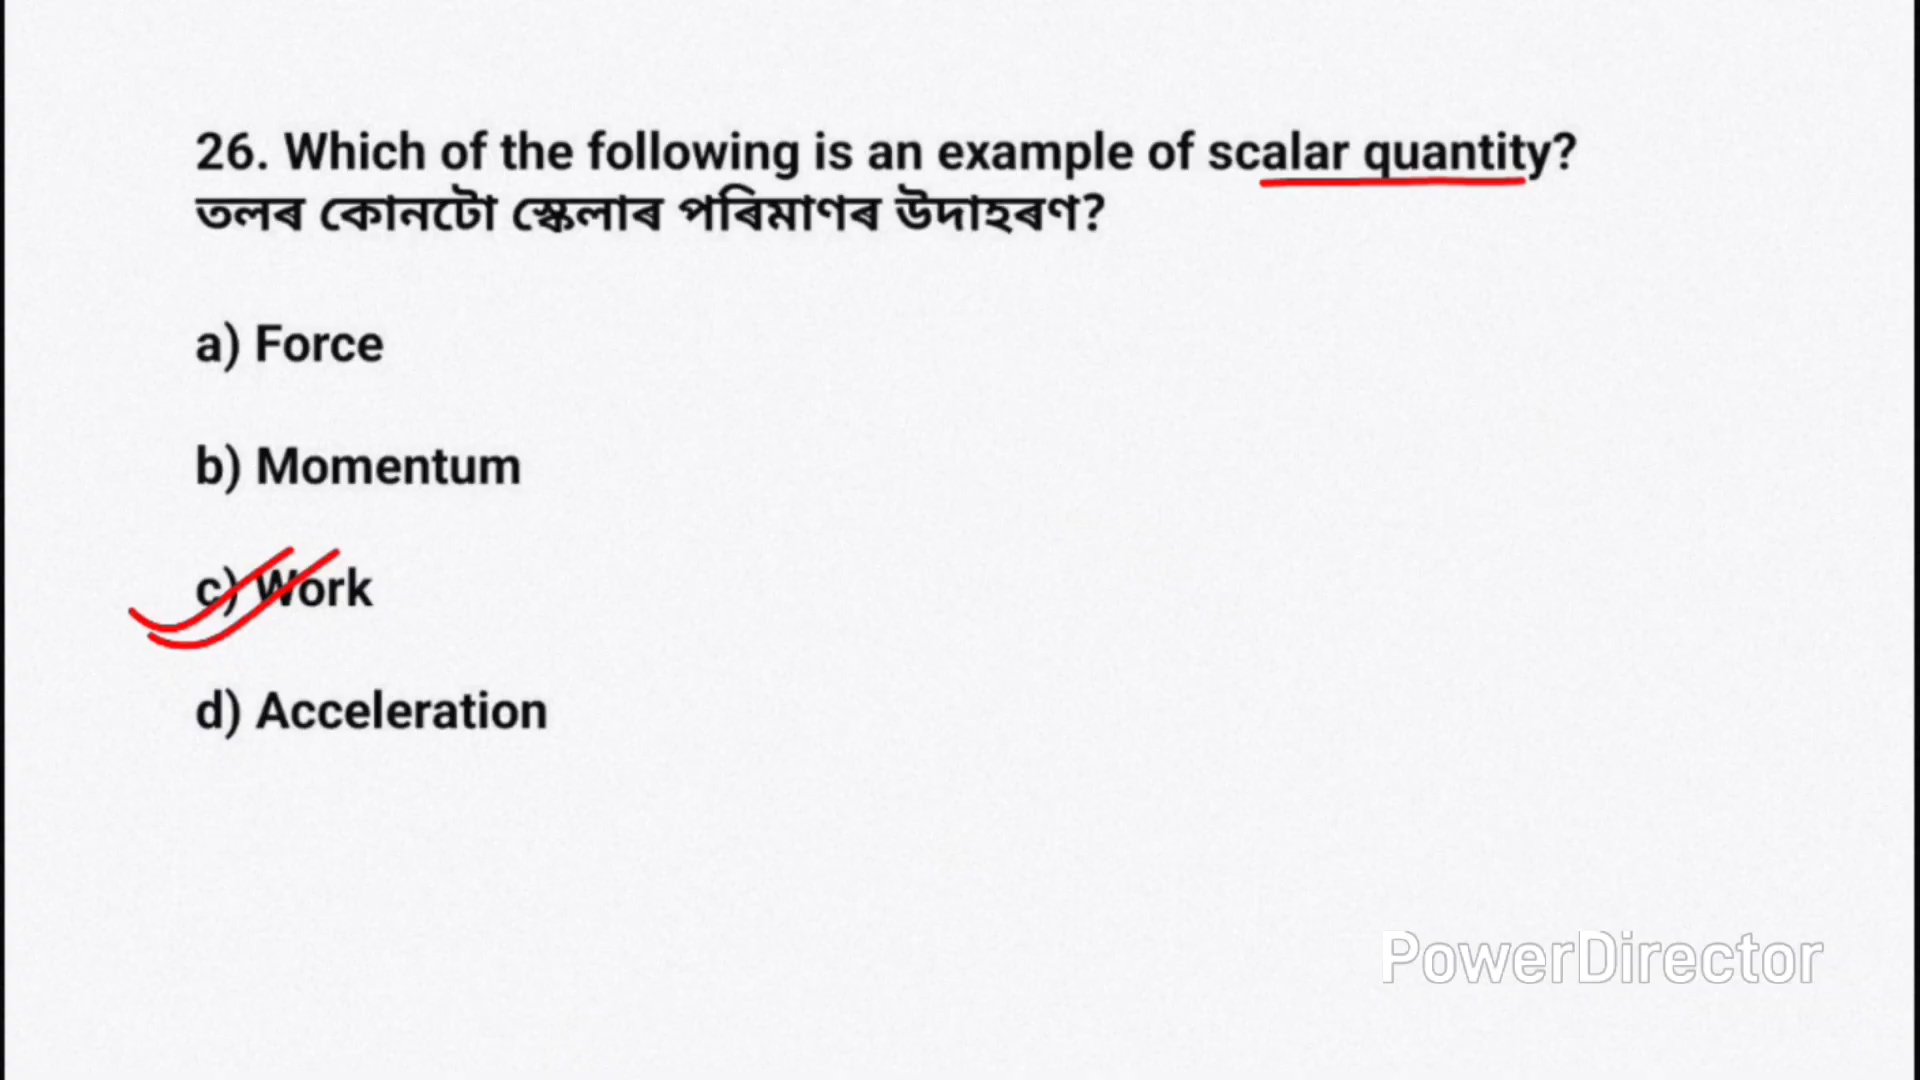 26. Which of the following is an example of scalar quantity?
তলৰ কোনটো স্কেলাৰ পৰিমাণৰ উদাহৰণ?
a) Force
b) Momentum
c) Work
d) Acceleration
PowerDirector